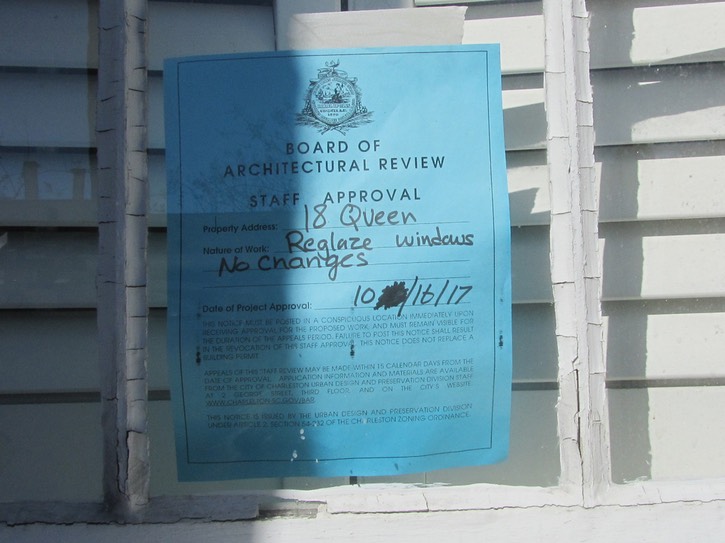 BOARD OF
ARCHITECTURAL REVIEW
STAFF APPROVAL
Property Address: 18 Queen
Nature of Work: Reglaze windows
No Changes
Date of Project Approval: 10/16/17
THIS NOTICE MUST BE POSTED IN A CONSPICUOUS LOCATION IMMEDIATELY UPON
RECEIVING APPROVAL FOR THE PROPOSED WORK, AND MUST REMAIN VISIBLE FOR
THE DURATION OF THE APPEALS PERIOD. FAILURE TO POST THIS NOTICE SHALL RESULT
IN THE REVOCATION OF THIS STAFF APPROVAL. THIS NOTICE DOES NOT REPLACE A
BUILDING PERMIT.
APPEALS OF THIS STAFF REVIEW MAY BE MADE WITHIN 15 CALENDAR DAYS FROM THE
DATE OF APPROVAL. APPLICATION INFORMATION AND MATERIALS ARE AVAILABLE
FROM THE CITY OF CHARLESTON URBAN DESIGN AND PRESERVATION DIVISION STAFF
AT 2 GEORGE STREET, THIRD FLOOR, AND ON THE CITY'S WEBSITE
THIS NOTICE IS ISSUED BY THE URBAN DESIGN AND PRESERVATION DIVISION
UNDER ARTICLE 2, SECTION 54-232 OF THE CHARLESTON ZONING ORDINANCE.